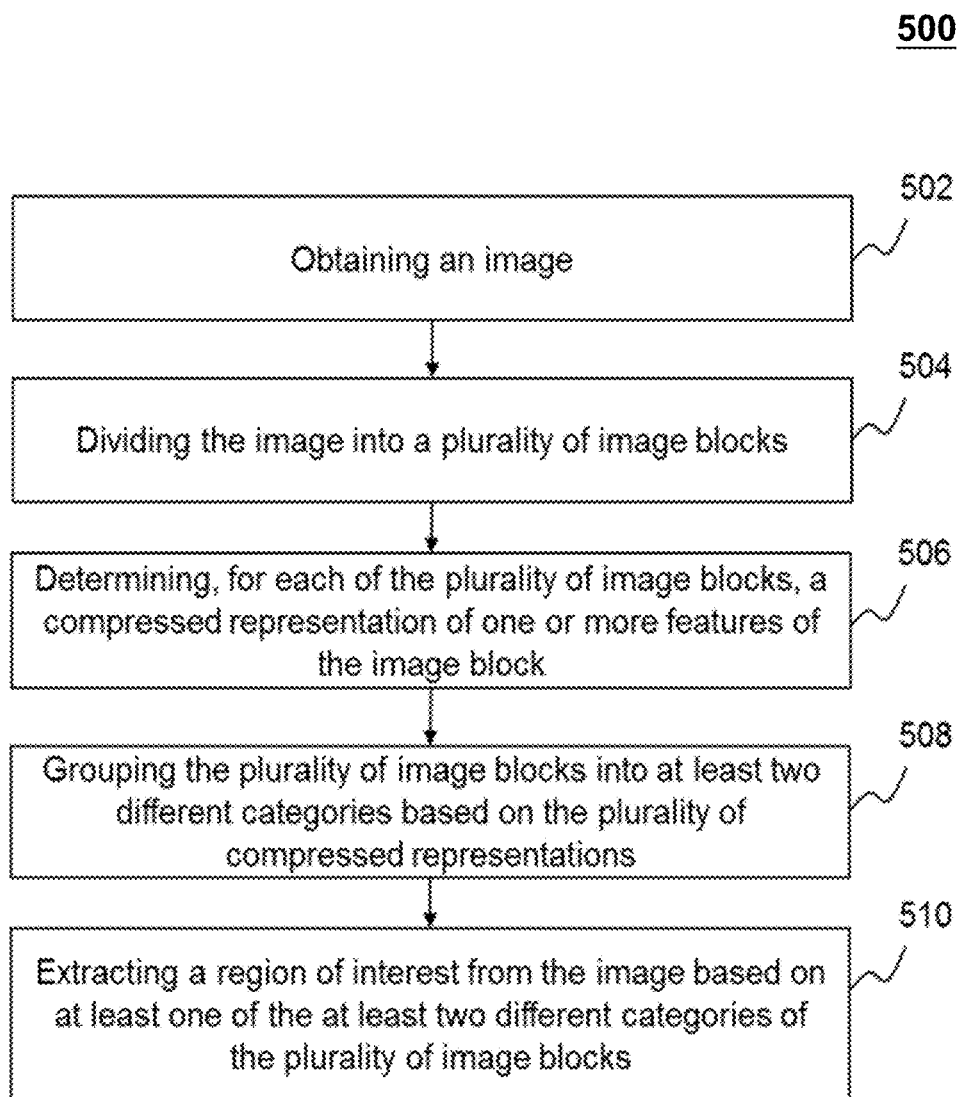 500
502
Obtaining an image
504
Dividing the image into a plurality of image blocks
506
Determining, for each of the plurality of image blocks, a
compressed representation of one or more features of
the image block
508
Grouping the plurality of image blocks into at least two
different categories based on the plurality of
compressed representations
510
Extracting a region of interest from the image based on
at least one of the at least two different categories of
the plurality of image blocks